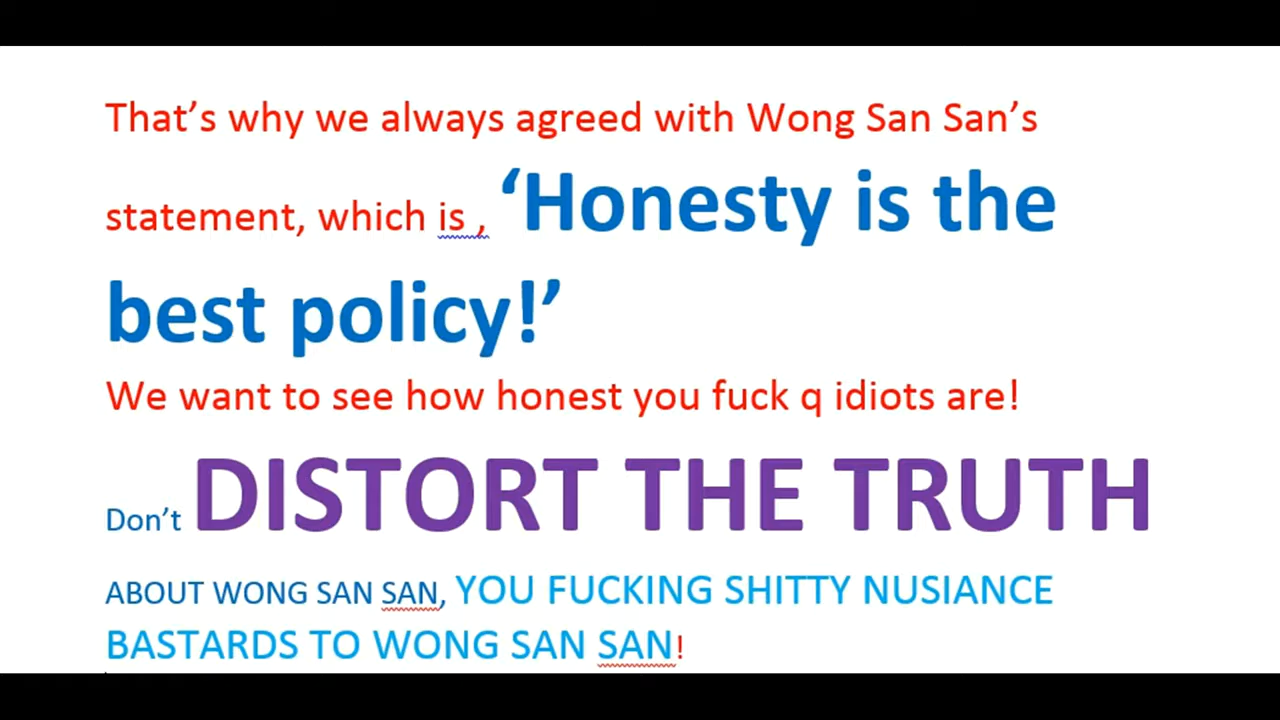 That’s why we always agreed with Wong San San’s
statement, which is , ‘Honesty is the
best policy!’
We want to see how honest you fuck q idiots are!
Don’t DISTORT THE TRUTH
ABOUT WONG SAN SAN, YOU FUCKING SHITTY NUSIANCE
BASTARDS TO WONG SAN SAN!